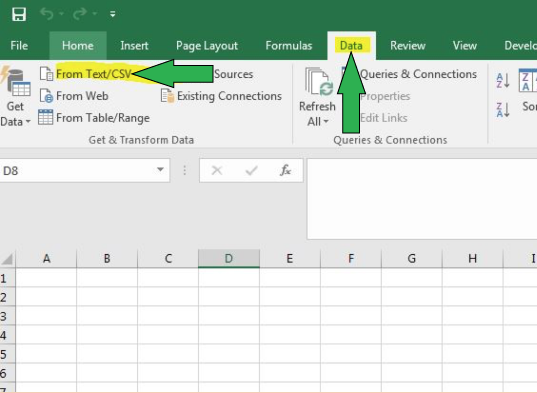 File Home Insert Page Layout Formulas Data Review View Develo
From Text/CSV Sources Queries & Connections
Get From Web Existing Connections Refresh Properties
Data From Table/Range All Edit Links So
Get & Transform Data Queries & Connections
D8 fx
A B C D E F G H I
1
2
3
4
5
6
7